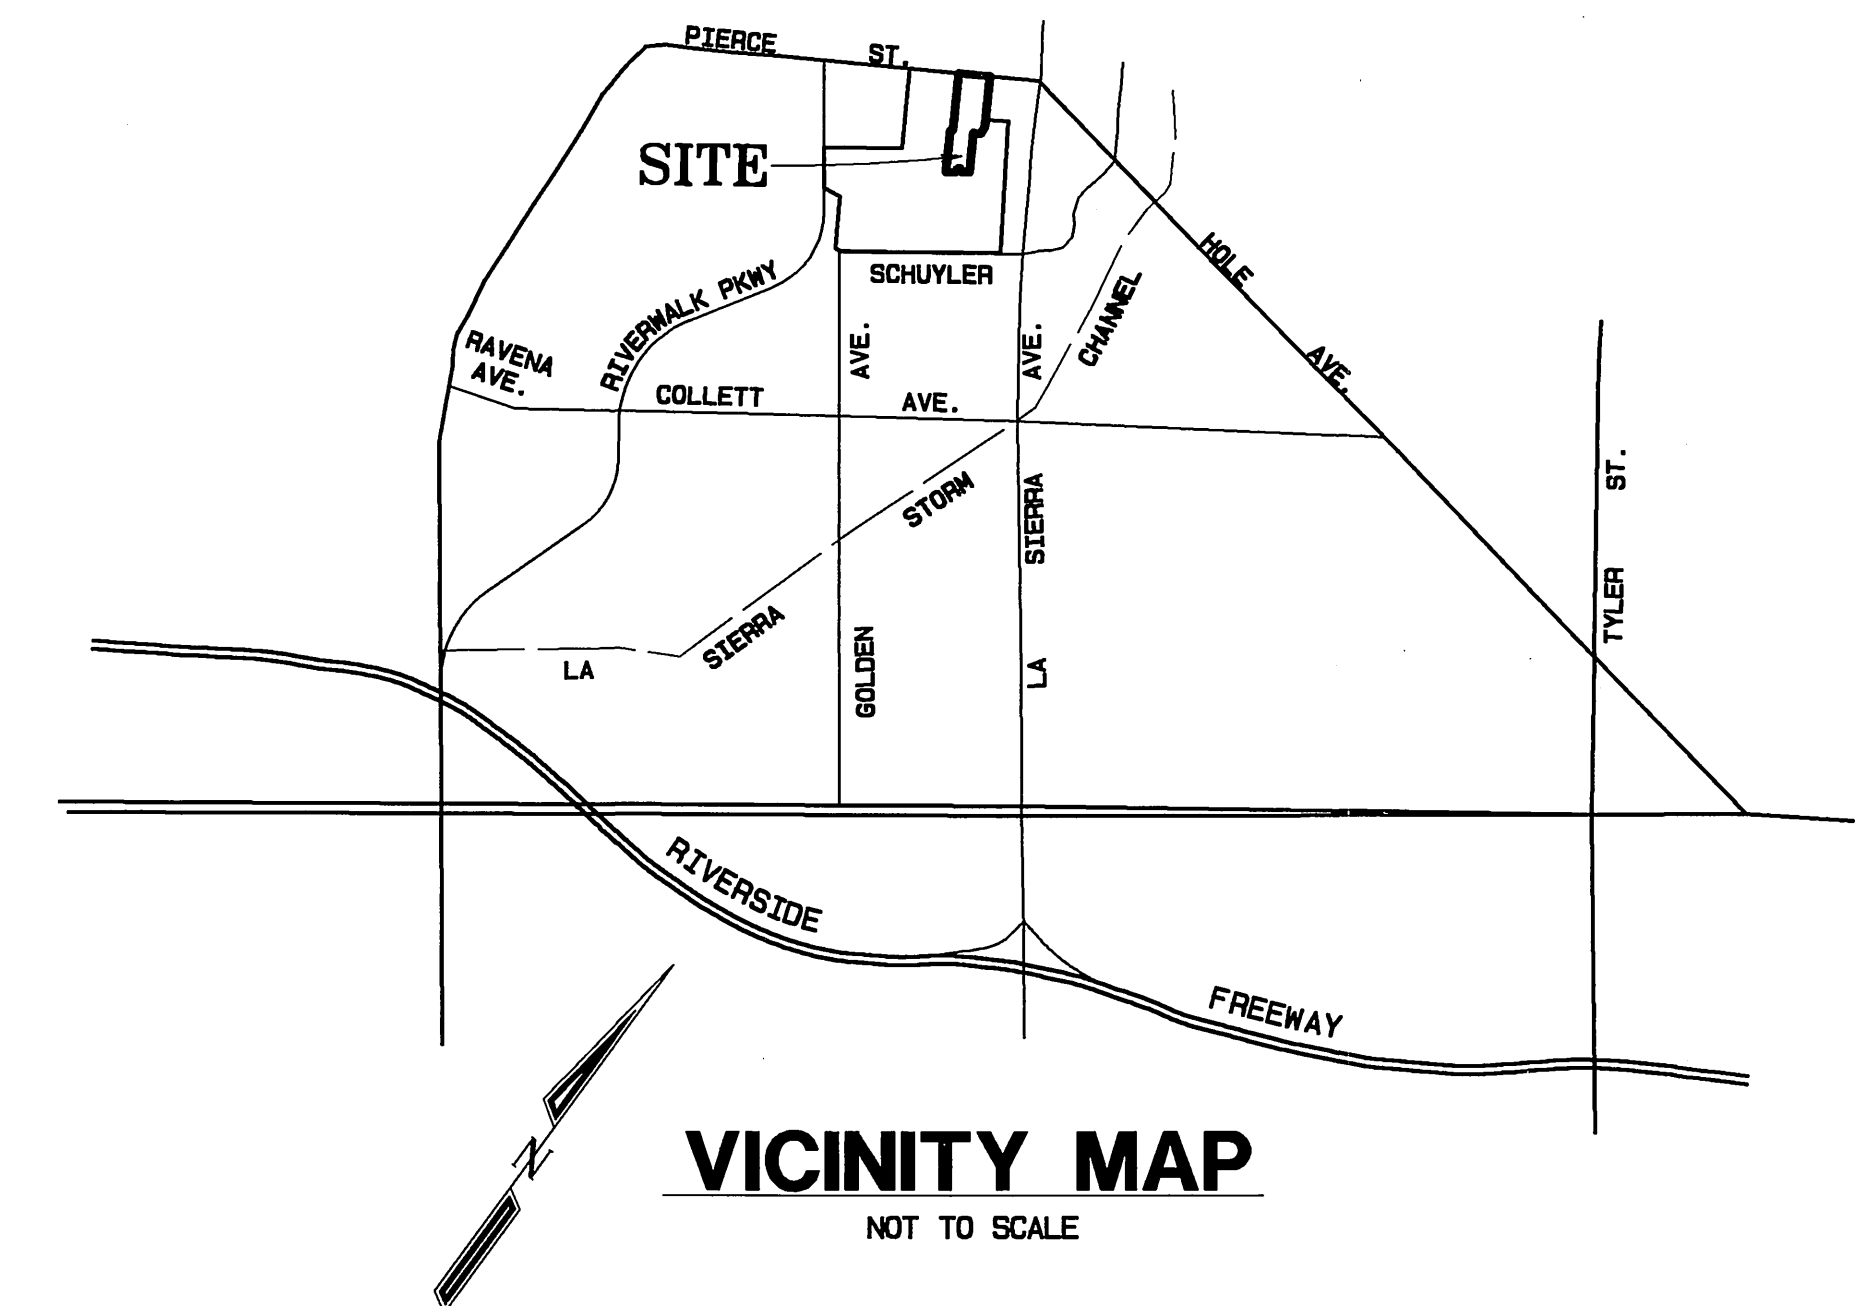 PIERCE ST.
SITE
HOLE AVE.
SCHUYLER AVE.
RIVERWALK PKWY
RAVENA
AVE.
COLLETT AVE.
GOLDEN AVE.
LA SIERRA AVE.
LA SIERRA STORM CHANNEL
TYLER ST.
RIVERSIDE FREEWAY
N
VICINITY MAP
NOT TO SCALE